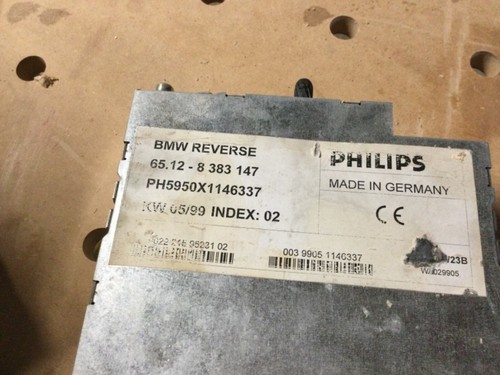 BMW REVERSE
65.12 - 8 383 147
PH5950X1146337
KW 05/99 INDEX: 02
PHILIPS
MADE IN GERMANY
CE
003 9905 1146337
/23B